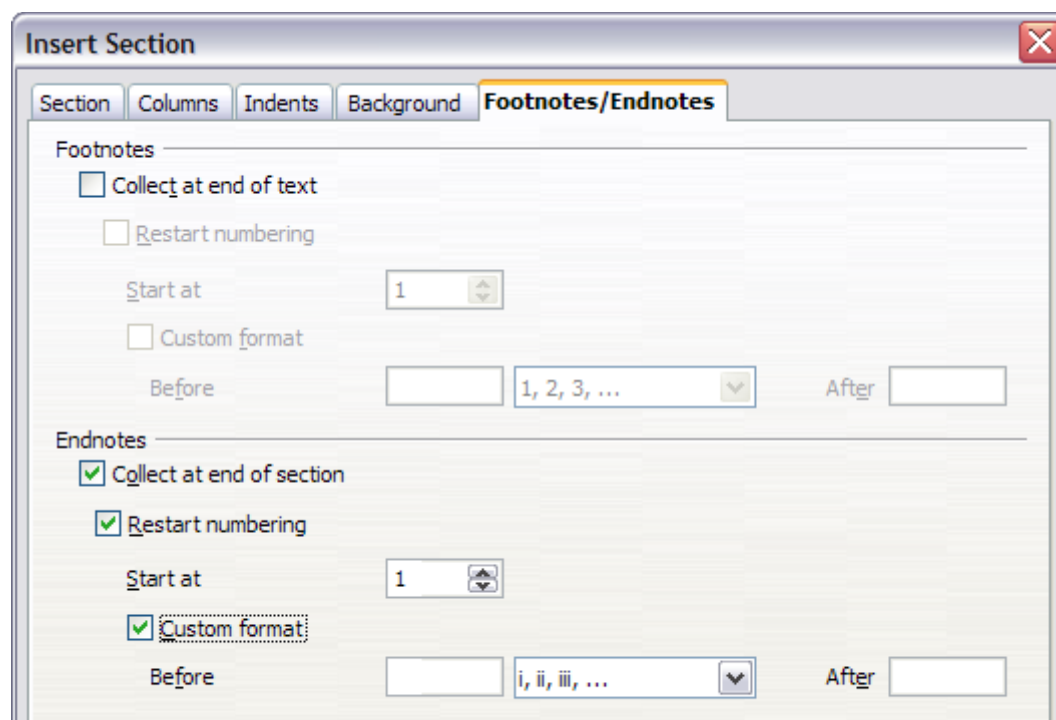 Insert Section
Section Columns Indents Background Footnotes/Endnotes
Footnotes
Collect at end of text
Restart numbering
Start at 1
Custom format
Before 1, 2, 3, ... After
Endnotes
Collect at end of section
Restart numbering
Start at 1
Custom format
Before i, ii, iii, ... After